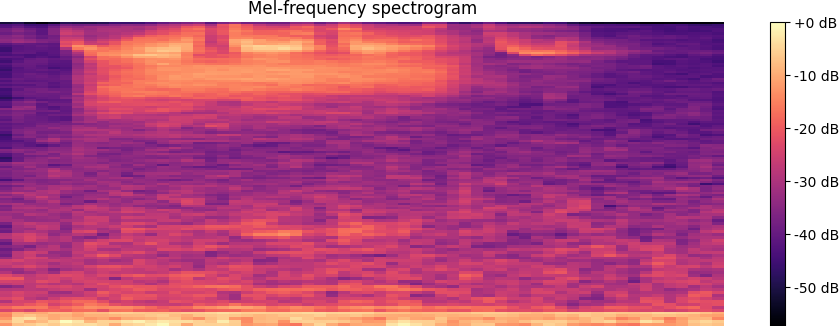 Mel-frequency spectrogram
+0 dB
-10 dB
-20 dB
-30 dB
-40 dB
-50 dB